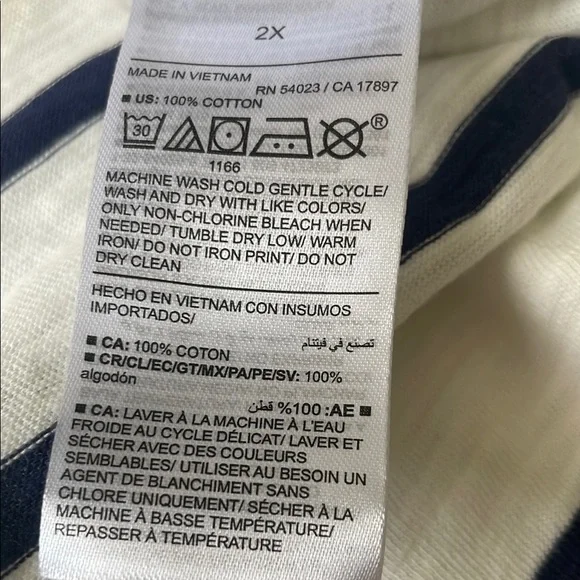 2X
MADE IN VIETNAM
RN 54023 / CA 17897
■ US: 100% COTTON
30
®
1166
MACHINE WASH COLD GENTLE CYCLE/
WASH AND DRY WITH LIKE COLORS/
ONLY NON-CHLORINE BLEACH WHEN
NEEDED/ TUMBLE DRY LOW/ WARM
IRON/ DO NOT IRON PRINT/ DO NOT
DRY CLEAN
HECHO EN VIETNAM CON INSUMOS
IMPORTADOS/
تصنع في فيتنام
■ CA: 100% COTON
■ CR/CL/EC/GT/MX/PA/PE/SV: 100%
algodón
■ AE: 100% قطن
■ CA: LAVER À LA MACHINE À L'EAU
FROIDE AU CYCLE DÉLICAT/ LAVER ET
SÉCHER AVEC DES COULEURS
SEMBLABLES/ UTILISER AU BESOIN UN
AGENT DE BLANCHIMENT SANS
CHLORE UNIQUEMENT/ SÉCHER À LA
MACHINE À BASSE TEMPÉRATURE/
REPASSER À TEMPÉRATURE